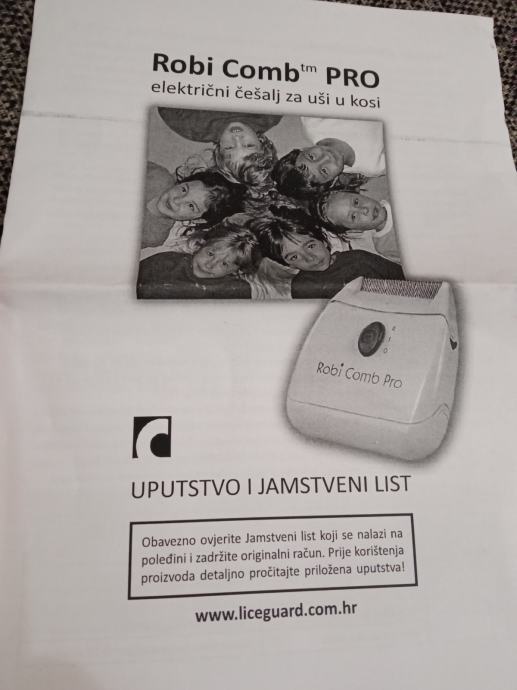 Robi Comb™ PRO
električni češalj za uši u kosi
Robi Comb Pro
UPUTSTVO I JAMSTVENI LIST
Obavezno ovjerite Jamstveni list koji se nalazi na
poleđini i zadržite originalni račun. Prije korištenja
proizvoda detaljno pročitajte priložena uputstva!
www.liceguard.com.hr